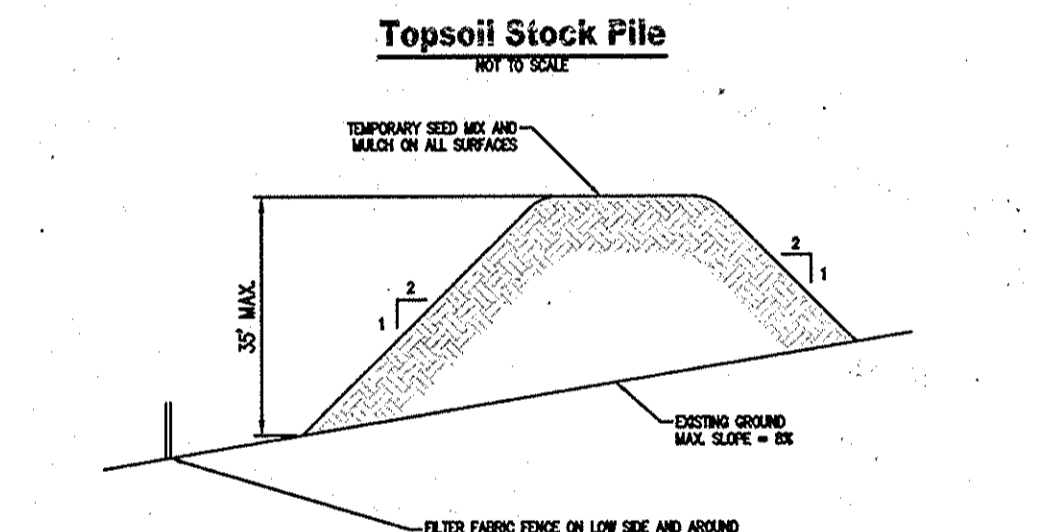 Topsoil Stock Pile
NOT TO SCALE
TEMPORARY SEED MIX AND
MULCH ON ALL SURFACES
35' MAX.
2
1
2
1
EXISTING GROUND
MAX. SLOPE = 8%
FILTER FABRIC FENCE ON LOW SIDE AND AROUND